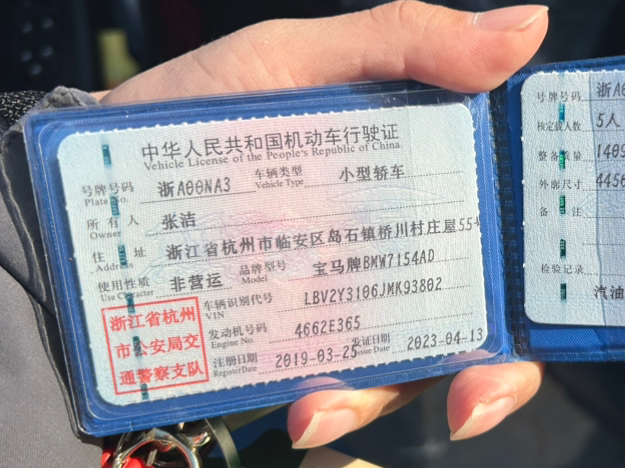 中华人民共和国机动车行驶证
Vehicle License of the People's Republic of China
号牌号码 浙A00NA3 车辆类型 小型轿车
Plate No. Vehicle Type
所有人 张洁
Owner
住址 浙江省杭州市临安区岛石镇桥川村庄屋55
Address
使用性质 非营运 品牌型号 宝马牌BMW7154AD
Use Character Model
车辆识别代号 LBV2Y3106JMK93802
VIN
发动机号码 4662E365
Engine No.
注册日期 2019-03-25 发证日期 2023-04-13
Register Date Issue Date
浙江省杭州
市公安局交
通警察支队
号牌号码 浙A0
核定载人数 5人
整备质量
外廓尺寸 4456
备注
检验记录
汽油